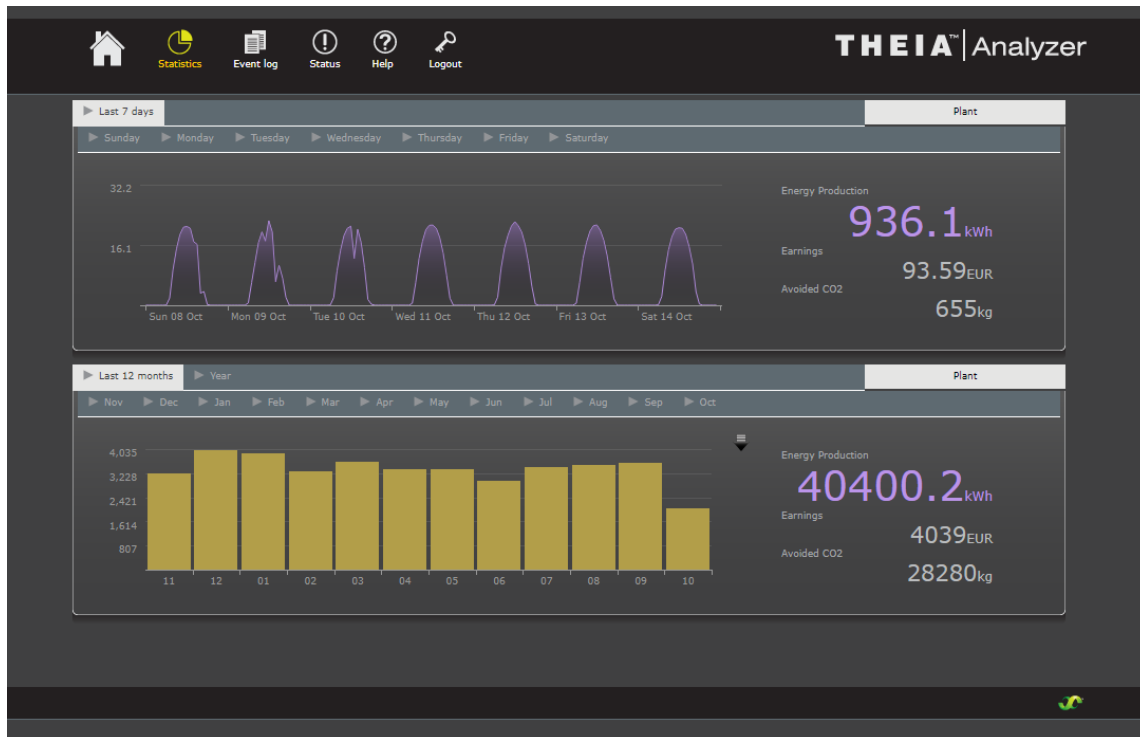 Statistics Event log Status Help Logout
THEIA™ Analyzer
Last 7 days Plant
Sunday Monday Tuesday Wednesday Thursday Friday Saturday
32.2
16.1
Sun 08 Oct Mon 09 Oct Tue 10 Oct Wed 11 Oct Thu 12 Oct Fri 13 Oct Sat 14 Oct
Energy Production
936.1kWh
Earnings
93.59EUR
Avoided CO2
655kg
Last 12 months Year Plant
Nov Dec Jan Feb Mar Apr May Jun Jul Aug Sep Oct
4,035
3,228
2,421
1,614
807
11 12 01 02 03 04 05 06 07 08 09 10
Energy Production
40400.2kWh
Earnings
4039EUR
Avoided CO2
28280kg